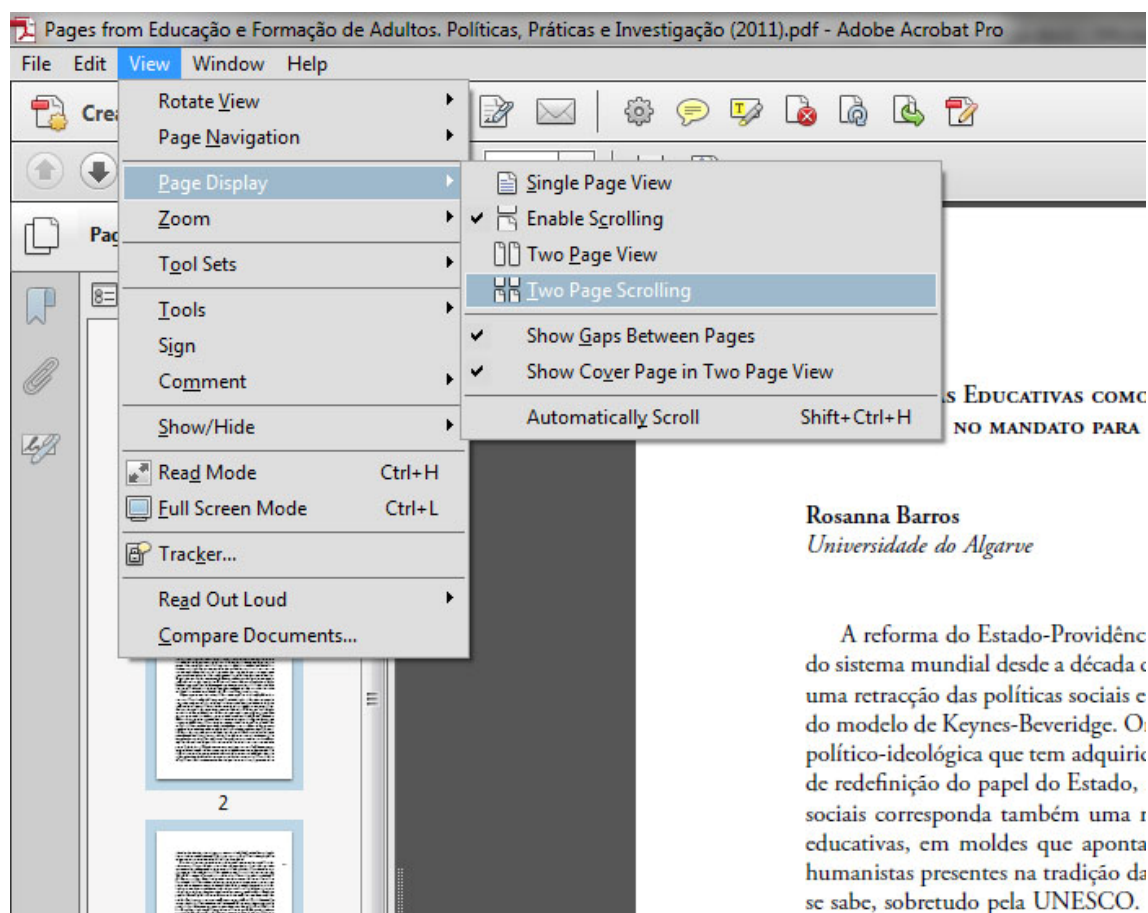 Pages from Educação e Formação de Adultos. Políticas, Práticas e Investigação (2011).pdf - Adobe Acrobat Pro
File Edit View Window Help
Rotate View
Page Navigation
Page Display
Zoom
Tool Sets
Tools
Sign
Comment
Show/Hide
Read Mode Ctrl+H
Full Screen Mode Ctrl+L
Tracker...
Read Out Loud
Compare Documents...
Single Page View
Enable Scrolling
Two Page View
Two Page Scrolling
Show Gaps Between Pages
Show Cover Page in Two Page View
Automatically Scroll Shift+Ctrl+H
2
s Educativas como
no mandato para
Rosanna Barros
Universidade do Algarve
A reforma do Estado-Providênc
do sistema mundial desde a década
uma retracção das políticas sociais e
do modelo de Keynes-Beveridge. O
político-ideológica que tem adquiri
de redefinição do papel do Estado,
sociais corresponda também uma
educativas, em moldes que aponta
humanistas presentes na tradição da
se sabe, sobretudo pela UNESCO.